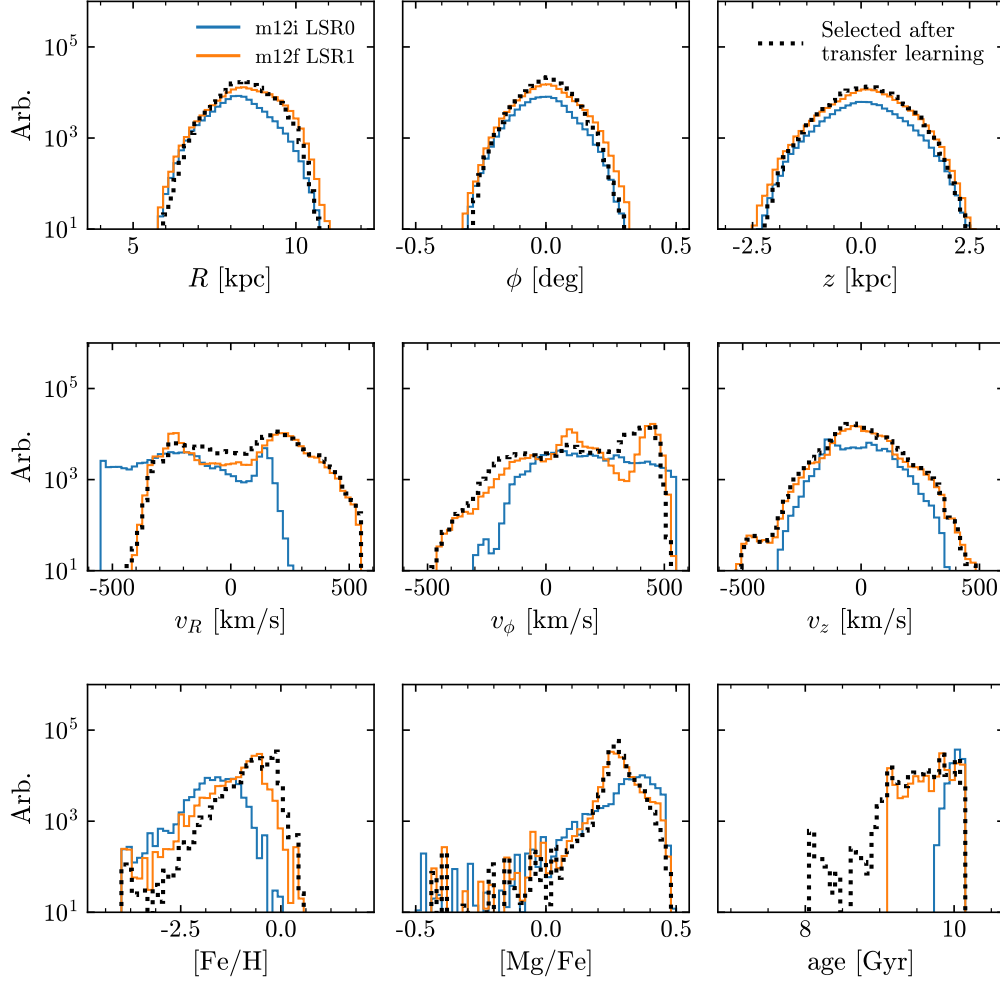 m12i LSR0
m12f LSR1
Selected after
transfer learning
Arb.
10^5
10^3
10^1
5 10
R [kpc]
-0.5 0.0 0.5
ϕ [deg]
-2.5 0.0 2.5
z [kpc]
Arb.
10^5
10^3
10^1
-500 0 500
v_R [km/s]
-500 0 500
v_ϕ [km/s]
-500 0 500
v_z [km/s]
Arb.
10^5
10^3
10^1
-2.5 0.0
[Fe/H]
-0.5 0.0 0.5
[Mg/Fe]
8 10
age [Gyr]